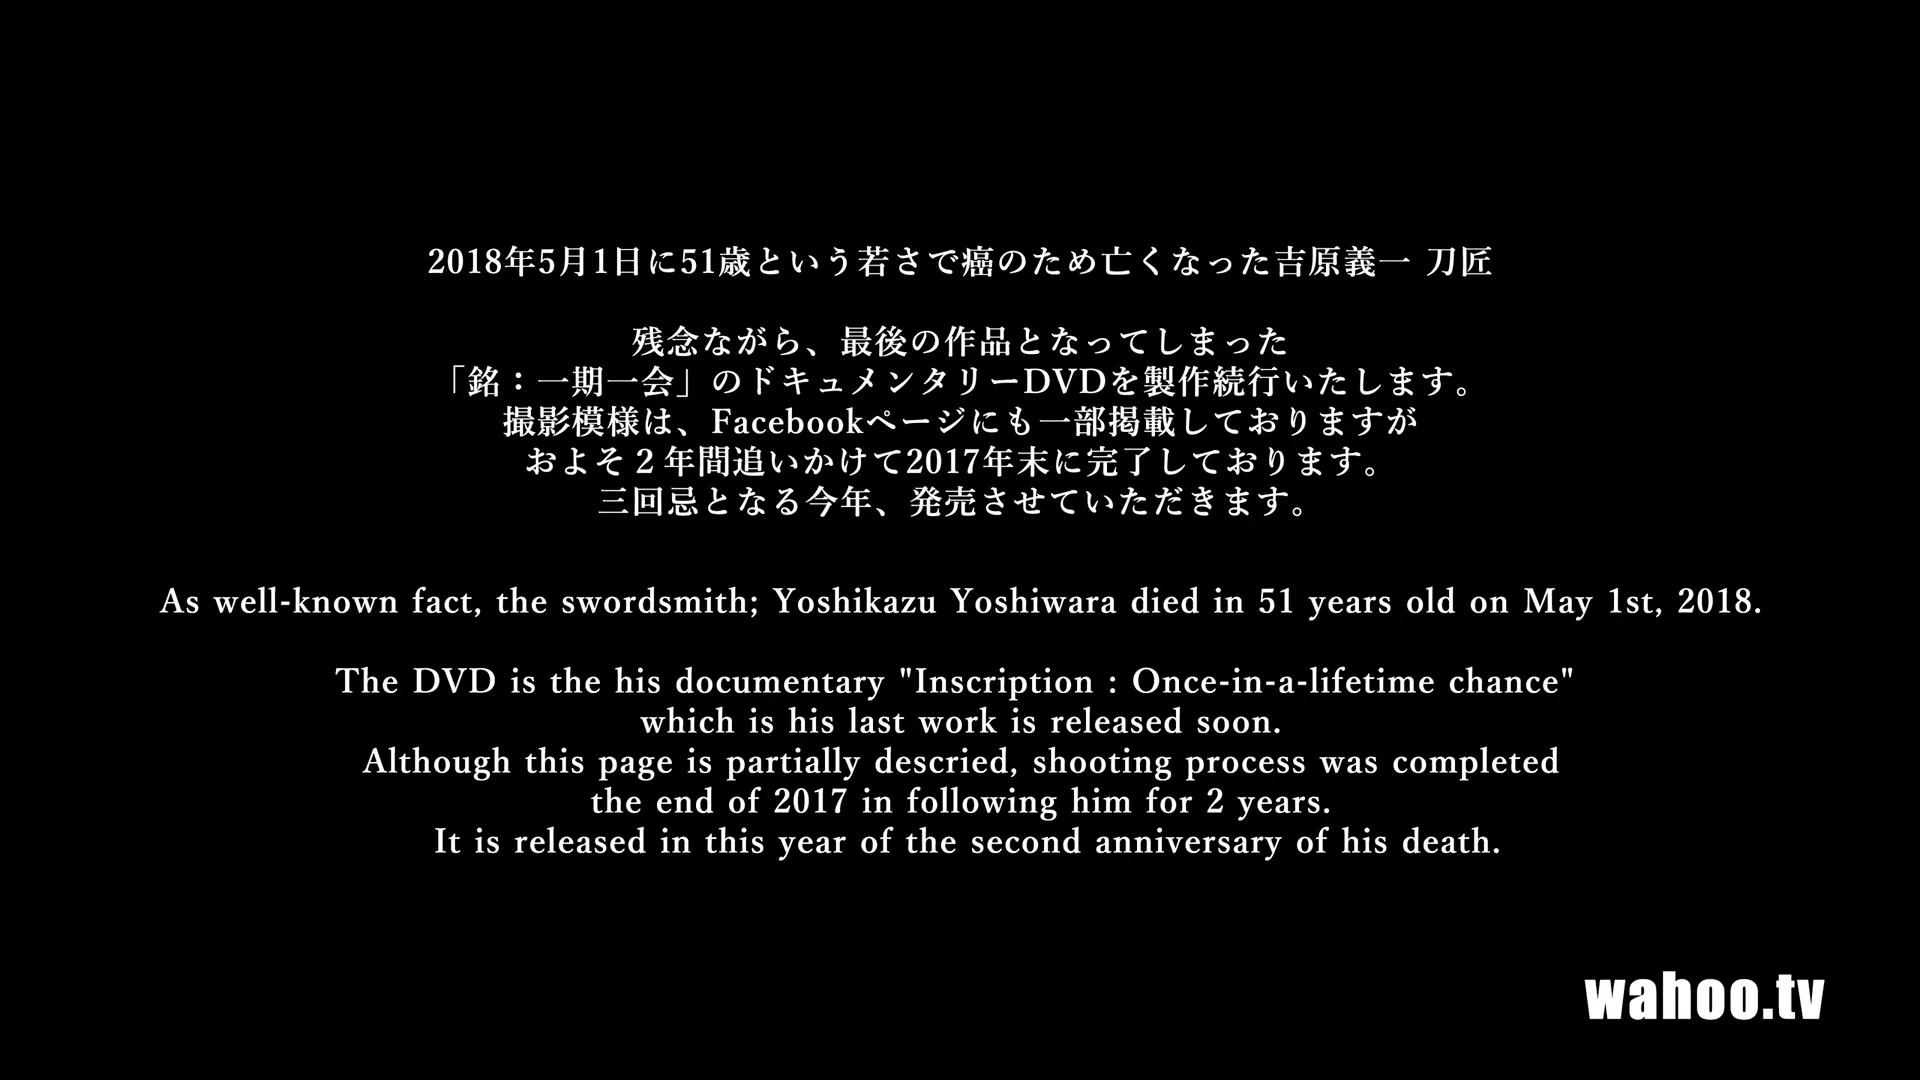 2018年5月1日に51歳という若さで癌のため亡くなった吉原義一 刀匠
残念ながら、最後の作品となってしまった
「銘：一期一会」のドキュメンタリーDVDを製作続行いたします。
撮影模様は、Facebookページにも一部掲載しておりますが
およそ２年間追いかけて2017年末に完了しております。
三回忌となる今年、発売させていただきます。
As well-known fact, the swordsmith; Yoshikazu Yoshiwara died in 51 years old on May 1st, 2018.
The DVD is the his documentary "Inscription : Once-in-a-lifetime chance"
which is his last work is released soon.
Although this page is partially descried, shooting process was completed
the end of 2017 in following him for 2 years.
It is released in this year of the second anniversary of his death.
wahoo.tv